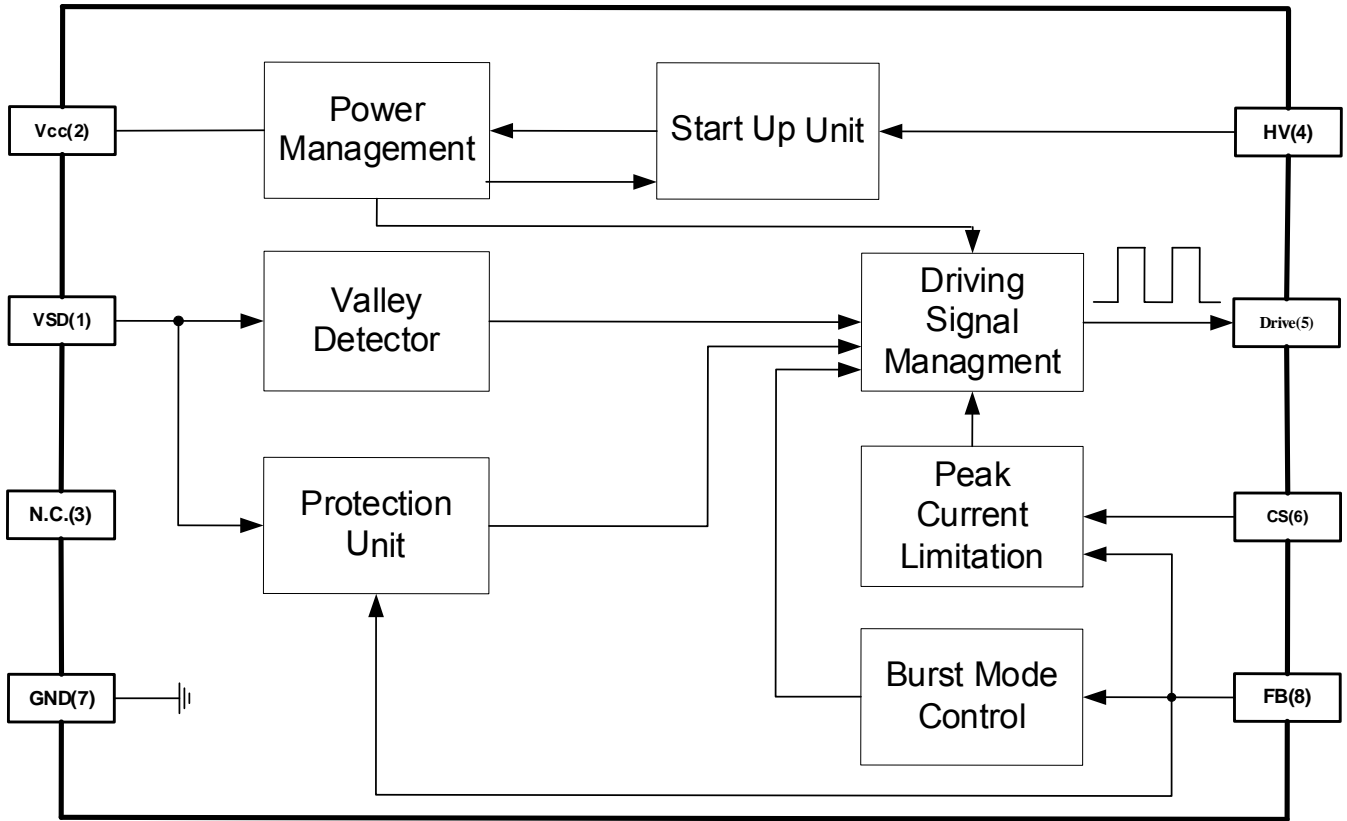 Vcc(2)
Power
Management
Start Up Unit
HV(4)
VSD(1)
Valley
Detector
Driving
Signal
Managment
Drive(5)
N.C.(3)
Protection
Unit
Peak
Current
Limitation
CS(6)
GND(7)
Burst Mode
Control
FB(8)